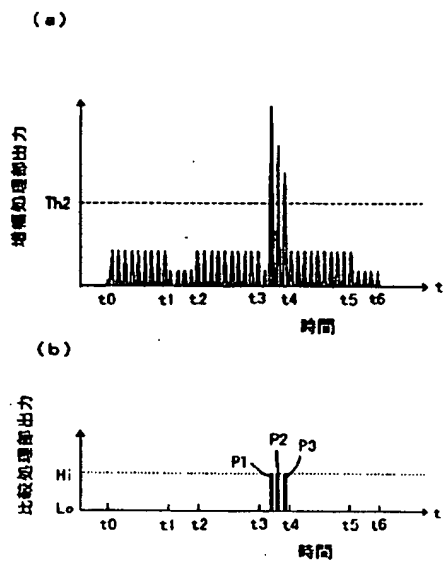 (a)
増幅処理部出力
Th2
t0 t1 t2 t3 t4 t5 t6 t
時間
(b)
比較処理部出力
P1 P2 P3
Hi
Lo
t0 t1 t2 t3 t4 t5 t6 t
時間